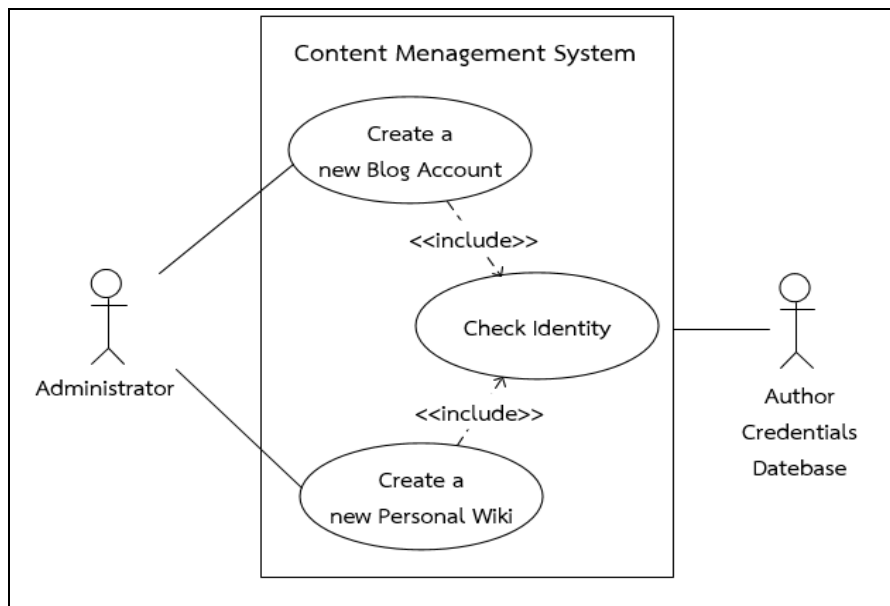 Content Menagement System
Create a
new Blog Account
<<include>>
Check Identity
Administrator
<<include>>
Author
Credentials
Datebase
Create a
new Personal Wiki